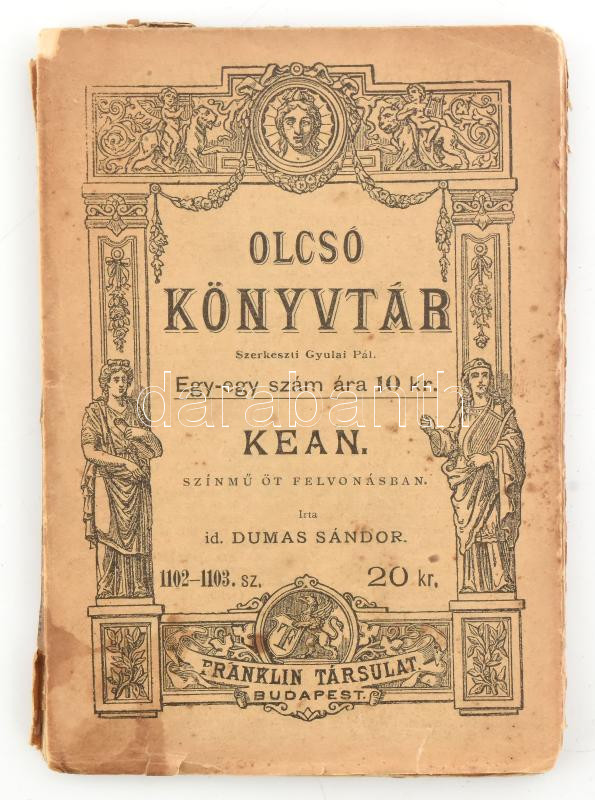 OLCSÓ
KÖNYVTÁR
Szerkeszti Gyulai Pál.
Egy-egy szám ára 10 kr.
darabanth
KEAN.
SZÍNMŰ ÖT FELVONÁSBAN.
Irta
id. DUMAS SÁNDOR.
1102–1103. sz. 20 kr.
F S
FRANKLIN TÁRSULAT
BUDAPEST.